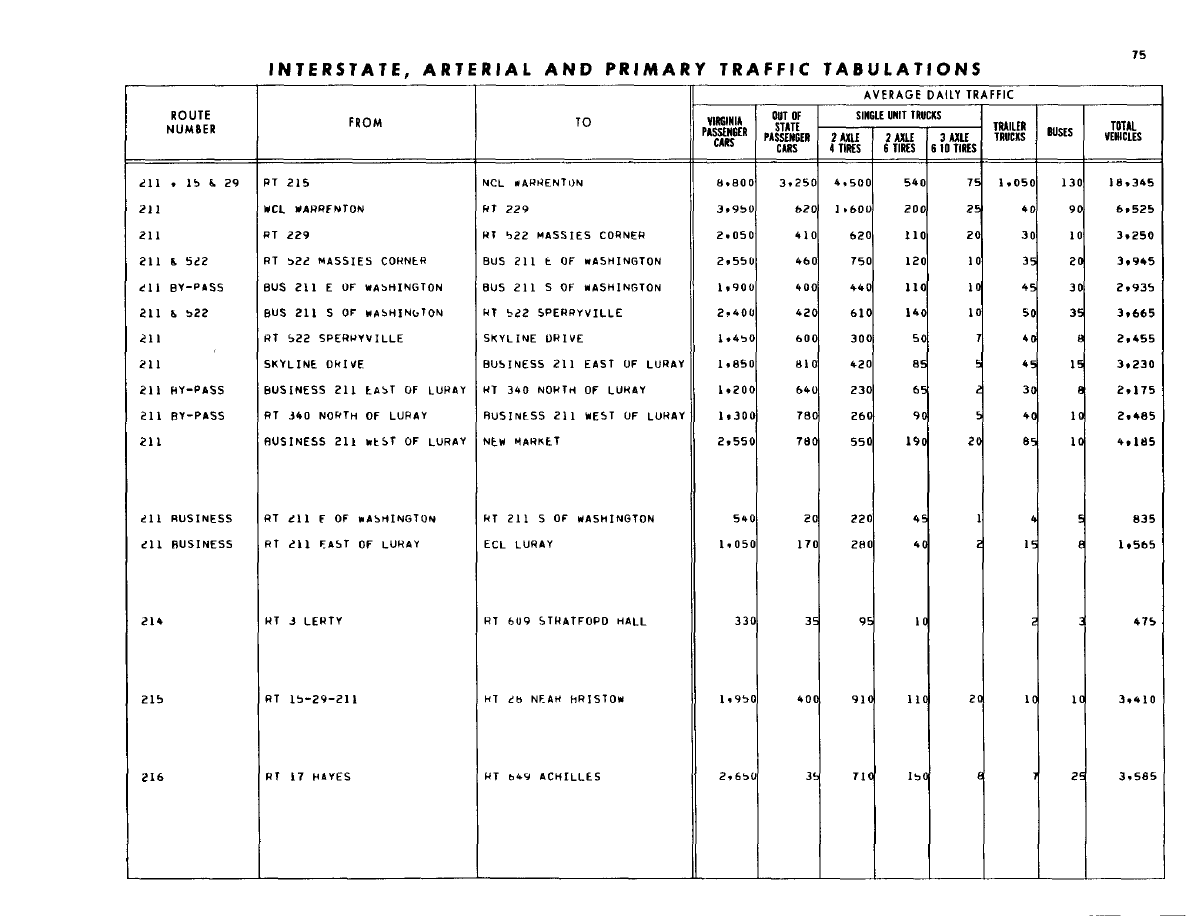 75
INTERSTATE, ARTERIAL AND PRIMARY TRAFFIC TABULATIONS
AVERAGE DAILY TRAFFIC
ROUTE NUMBER FROM TO VIRGINIA PASSENGER CARS OUT OF STATE PASSENGER CARS SINGLE UNIT TRUCKS TRAILER TRUCKS BUSES TOTAL VEHICLES
2 AXLE 4 TIRES 2 AXLE 6 TIRES 3 AXLE 6 10 TIRES
211 , 15 & 29 RT 215 NCL WARRENTON 8,800 3,250 4,500 540 75 1,050 130 18,345
211 WCL WARRENTON RT 229 3,950 620 1,600 200 25 40 90 6,525
211 RT 229 RT 522 MASSIES CORNER 2,050 410 620 110 20 30 10 3,250
211 & 522 RT 522 MASSIES CORNER BUS 211 E OF WASHINGTON 2,550 460 750 120 10 35 20 3,945
211 BY-PASS BUS 211 E OF WASHINGTON BUS 211 S OF WASHINGTON 1,900 400 440 110 10 45 30 2,935
211 & 522 BUS 211 S OF WASHINGTON RT 522 SPERRYVILLE 2,400 420 610 140 10 50 35 3,665
211 RT 522 SPERRYVILLE SKYLINE DRIVE 1,450 600 300 50 7 40 8 2,455
211 SKYLINE DRIVE BUSINESS 211 EAST OF LURAY 1,850 810 420 85 5 45 15 3,230
211 BY-PASS BUSINESS 211 EAST OF LURAY RT 340 NORTH OF LURAY 1,200 640 230 65 2 30 8 2,175
211 BY-PASS RT 340 NORTH OF LURAY BUSINESS 211 WEST OF LURAY 1,300 780 260 90 5 40 10 2,485
211 BUSINESS 211 WEST OF LURAY NEW MARKET 2,550 780 550 190 20 85 10 4,185
211 BUSINESS RT 211 E OF WASHINGTON RT 211 S OF WASHINGTON 540 20 220 45 1 4 5 835
211 BUSINESS RT 211 EAST OF LURAY ECL LURAY 1,050 170 280 40 2 15 8 1,565
214 RT 3 LERTY RT 609 STRATFORD HALL 330 35 95 10 2 3 475
215 RT 15-29-211 RT 28 NEAR BRISTOW 1,950 400 910 110 20 10 10 3,410
216 RT 17 HAYES RT 649 ACHILLES 2,650 35 710 150 8 7 25 3,585